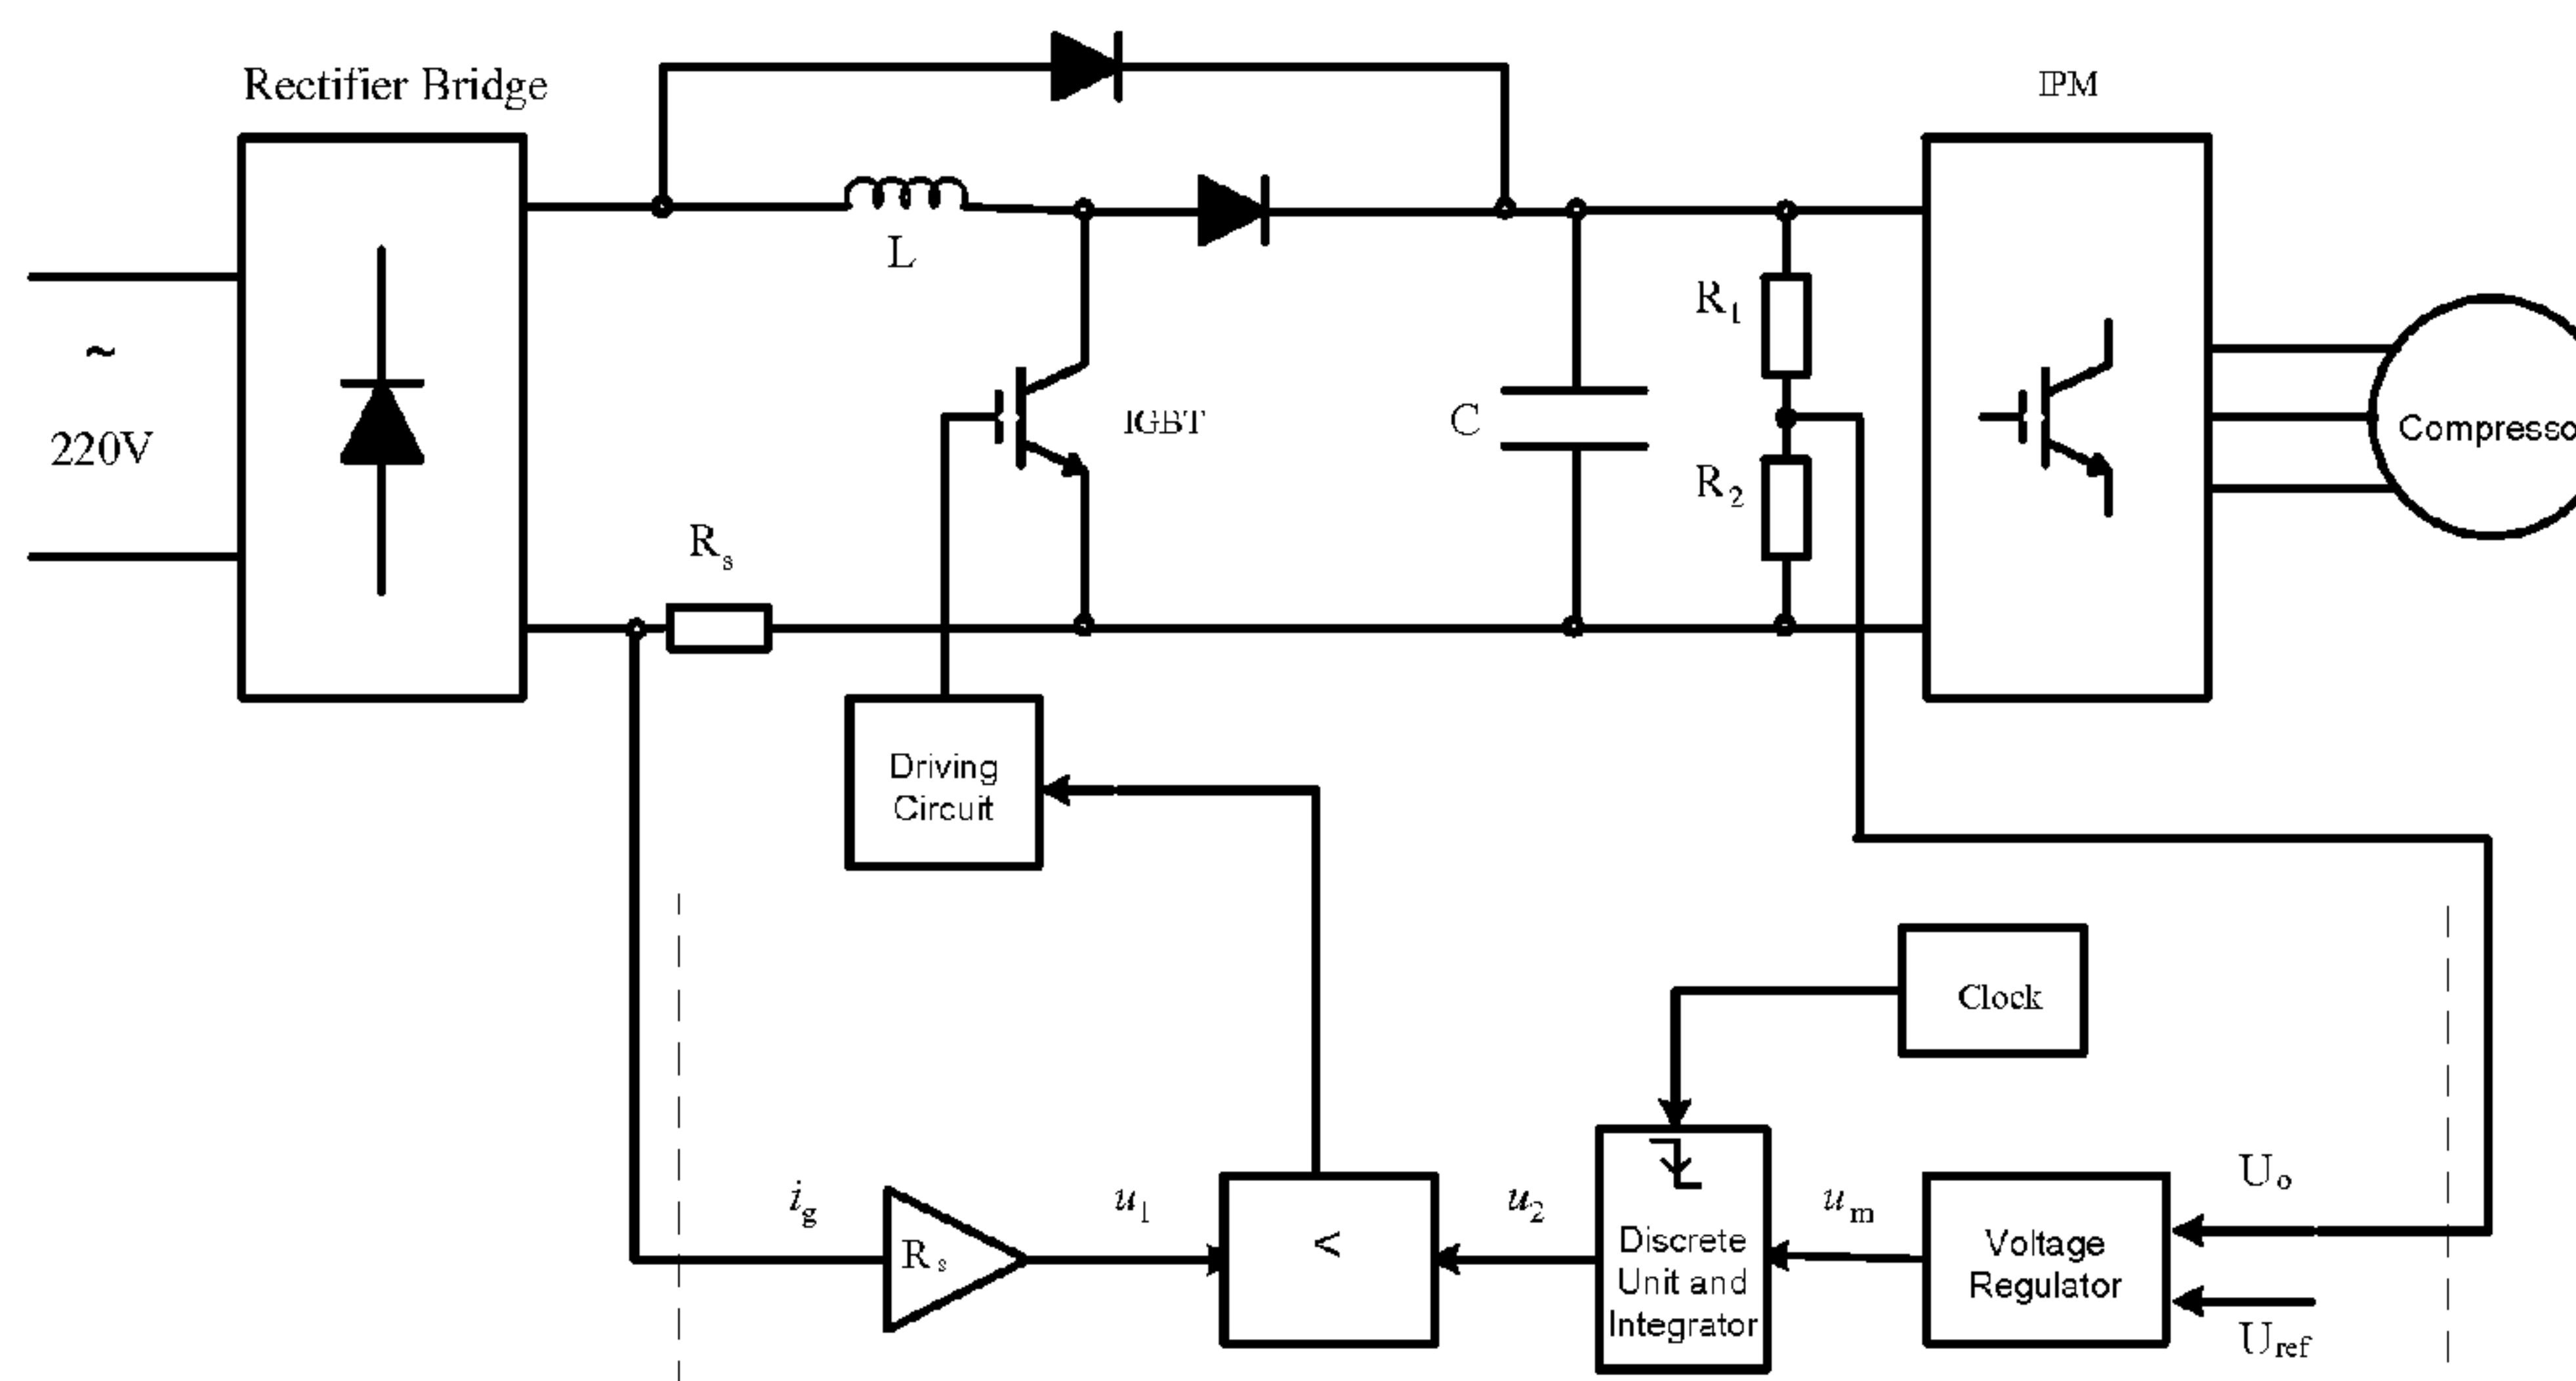 Rectifier Bridge
IPM
L
R1
~
220V
IGBT
C
Compresso
R2
Rs
Driving
Circuit
Clock
ig
Rs
u1
<
u2
Discrete
Unit and
Integrator
um
Voltage
Regulator
Uo
Uref